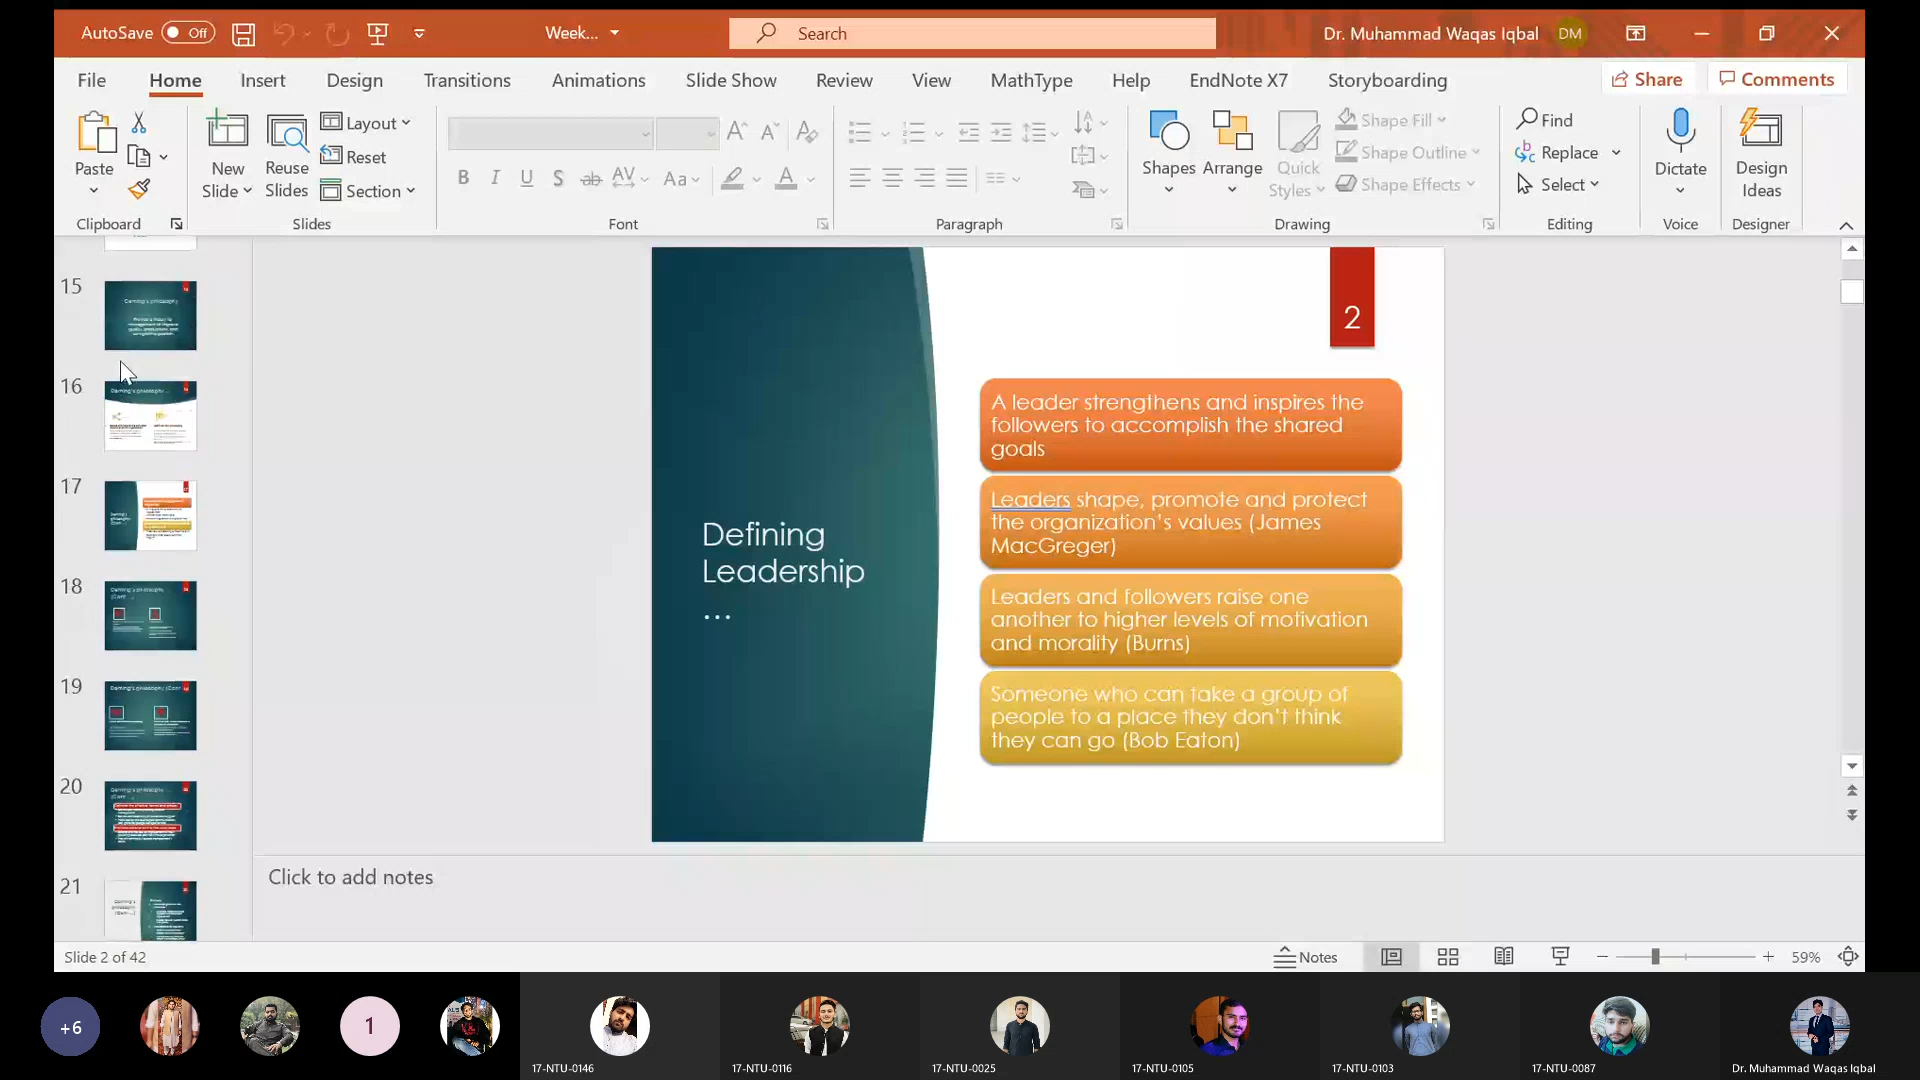 AutoSave Off Week... Search Dr. Muhammad Waqas Iqbal DM
File Home Insert Design Transitions Animations Slide Show Review View MathType Help EndNote X7 Storyboarding Share Comments
Paste
New
Slide
Reuse
Slides
Layout
Reset
Section
Shapes
Arrange
Quick
Styles
Shape Fill
Shape Outline
Shape Effects
Find
Replace
Select
Dictate
Design
Ideas
Clipboard Slides Font Paragraph Drawing Editing Voice Designer
15
16
17
18
19
20
21
Deming's philosophy
2
Defining
Leadership
...
A leader strengthens and inspires the
followers to accomplish the shared
goals
Leaders shape, promote and protect
the organization's values (James
MacGreger)
Leaders and followers raise one
another to higher levels of motivation
and morality (Burns)
Someone who can take a group of
people to a place they don't think
they can go (Bob Eaton)
Click to add notes
Slide 2 of 42 Notes 59%
+6
1
17-NTU-0146 17-NTU-0116 17-NTU-0025 17-NTU-0105 17-NTU-0103 17-NTU-0087 Dr. Muhammad Waqas Iqbal